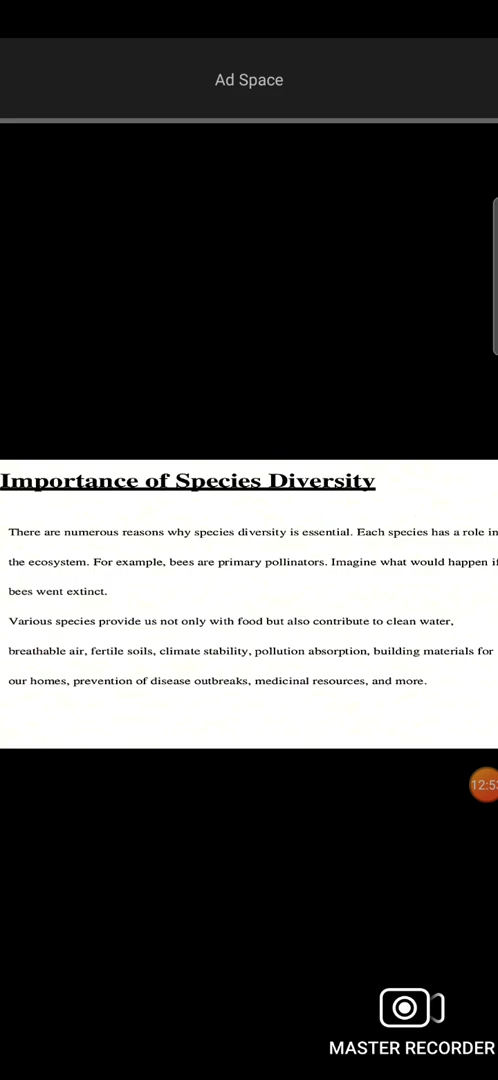 Ad Space
Importance of Species Diversity
There are numerous reasons why species diversity is essential. Each species has a role in
the ecosystem. For example, bees are primary pollinators. Imagine what would happen if
bees went extinct.
Various species provide us not only with food but also contribute to clean water,
breathable air, fertile soils, climate stability, pollution absorption, building materials for
our homes, prevention of disease outbreaks, medicinal resources, and more.
MASTER RECORDER